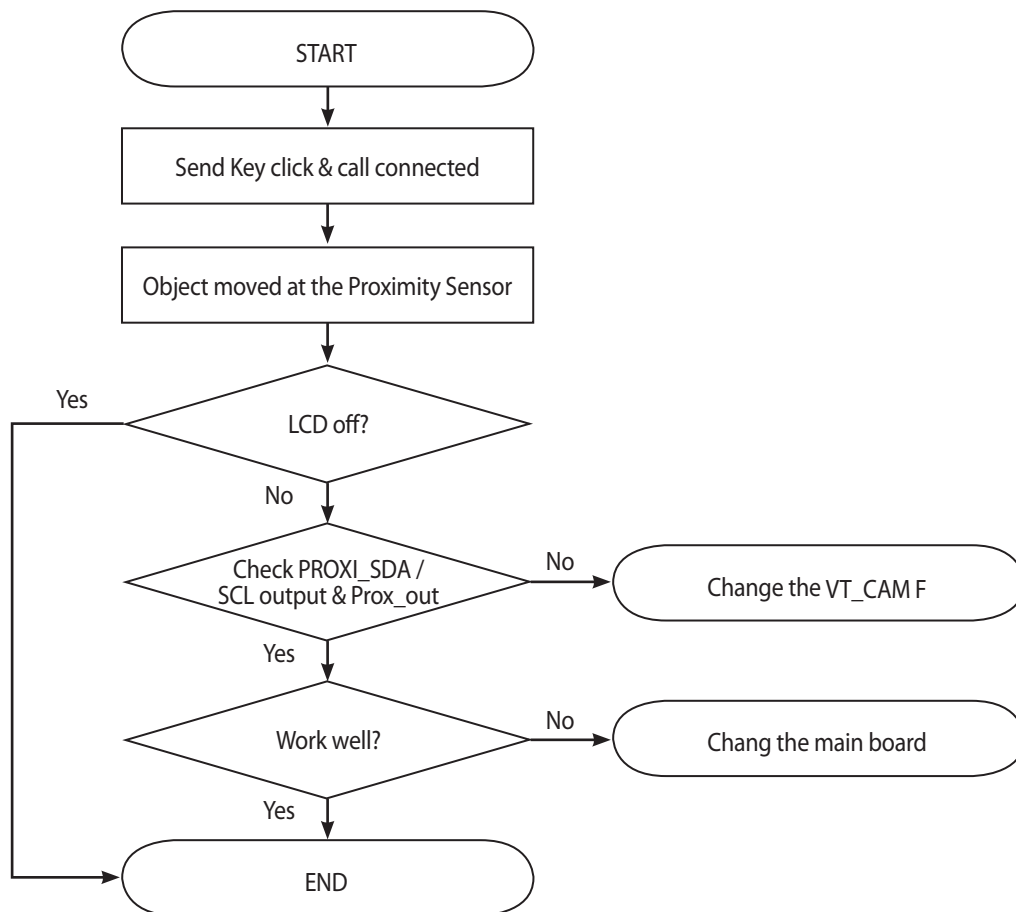 START
Send Key click & call connected
Object moved at the Proximity Sensor
Yes
LCD off?
No
Check PROXI_SDA /
SCL output & Prox_out
No
Change the VT_CAM F
Yes
Work well?
No
Chang the main board
Yes
END